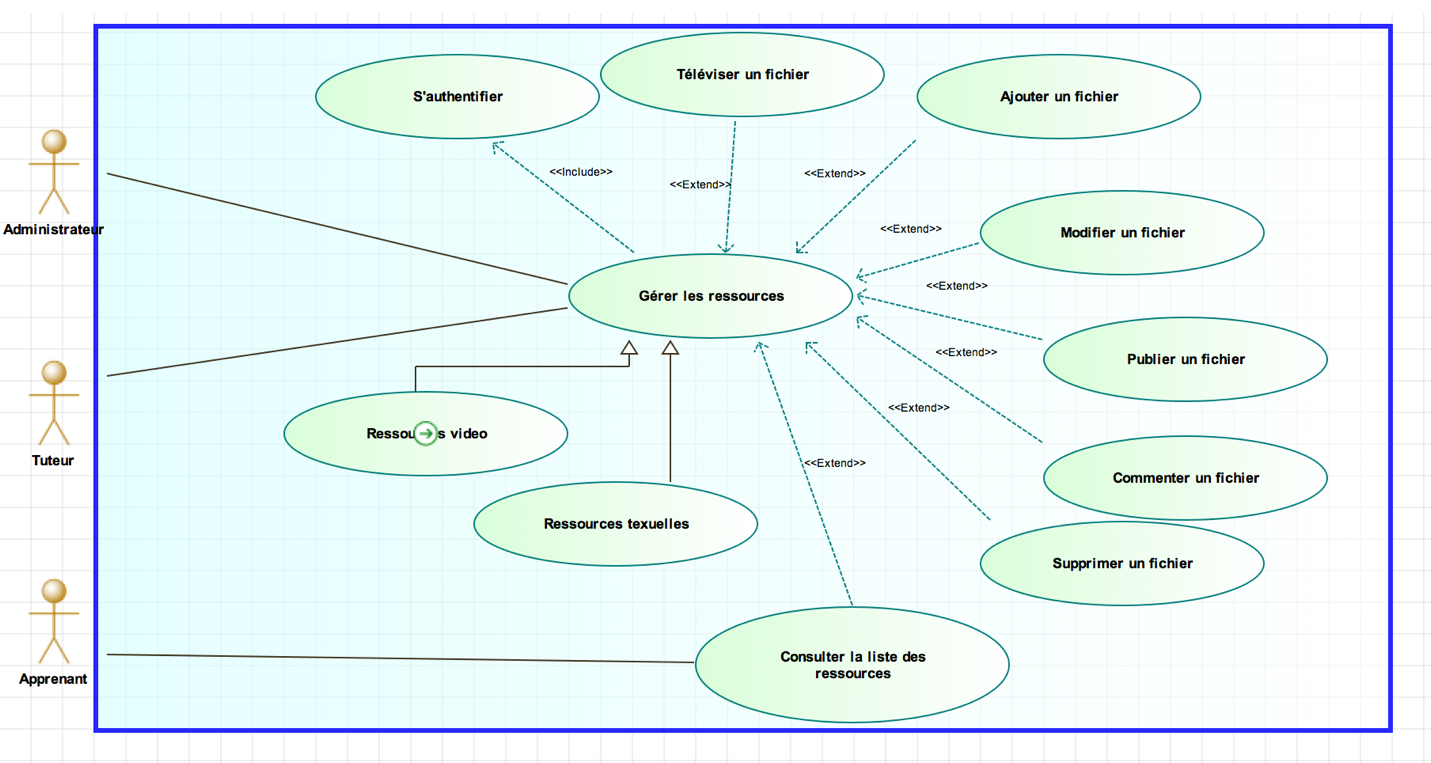 S'authentifier
Téléviser un fichier
Ajouter un fichier
<<Include>>
<<Extend>>
<<Extend>>
Administrateur
<<Extend>>
Modifier un fichier
<<Extend>>
Gérer les ressources
<<Extend>>
Publier un fichier
<<Extend>>
Ressou s video
Tuteur
<<Extend>>
Commenter un fichier
Ressources texuelles
Supprimer un fichier
Consulter la liste des
ressources
Apprenant